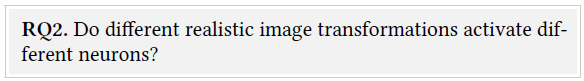 RQ2. Do different realistic image transformations activate dif-
ferent neurons?